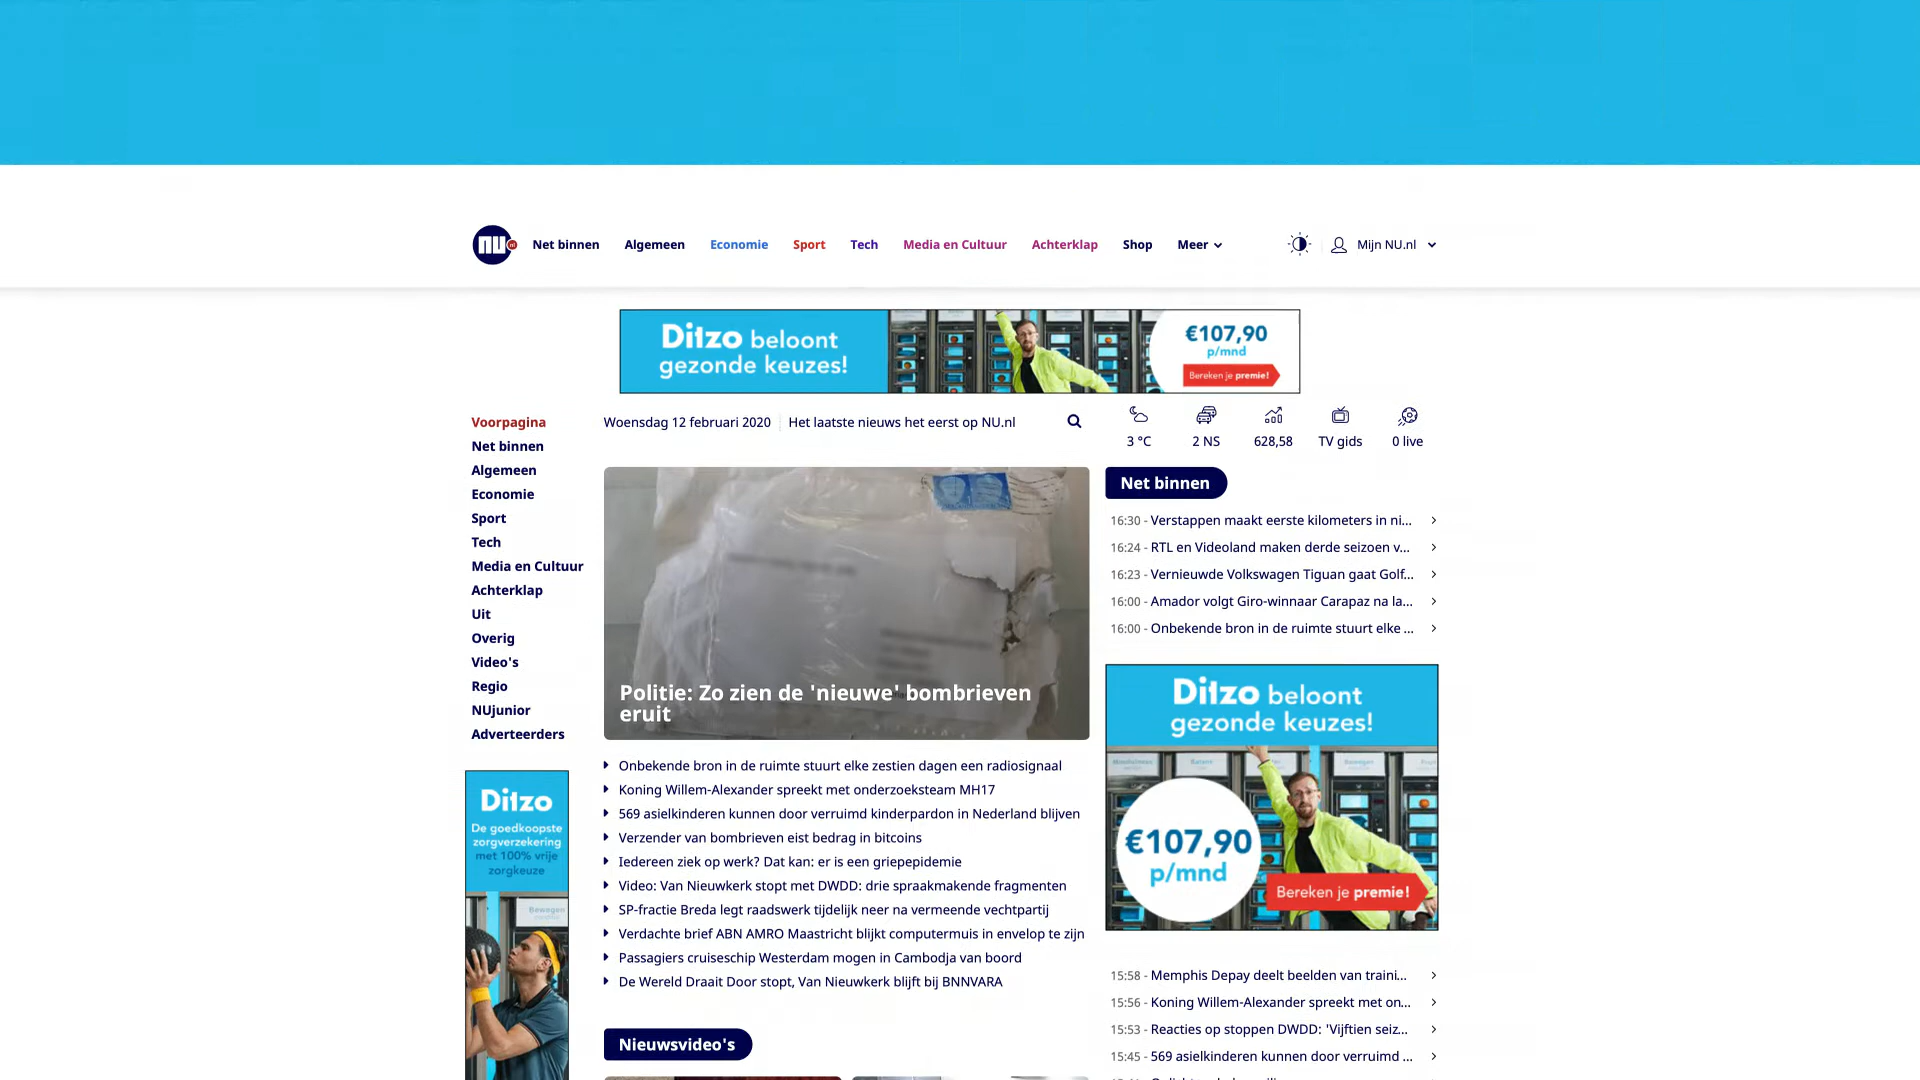 nu nl
Net binnen Algemeen Economie Sport Tech Media en Cultuur Achterklap Shop Meer Mijn NU.nl
Ditzo beloont
gezonde keuzes!
€107,90
p/mnd
Bereken je premie!
Voorpagina
Net binnen
Algemeen
Economie
Sport
Tech
Media en Cultuur
Achterklap
Uit
Overig
Video's
Regio
NUjunior
Adverteerders
Ditzo
De goedkoopste
zorgverzekering
met 100% vrije
zorgkeuze
Bewegen
Woensdag 12 februari 2020 Het laatste nieuws het eerst op NU.nl
3 °C 2 NS 628,58 TV gids 0 live
Politie: Zo zien de 'nieuwe' bombrieven
eruit
Onbekende bron in de ruimte stuurt elke zestien dagen een radiosignaal
Koning Willem-Alexander spreekt met onderzoeksteam MH17
569 asielkinderen kunnen door verruimd kinderpardon in Nederland blijven
Verzender van bombrieven eist bedrag in bitcoins
Iedereen ziek op werk? Dat kan: er is een griepepidemie
Video: Van Nieuwkerk stopt met DWDD: drie spraakmakende fragmenten
SP-fractie Breda legt raadswerk tijdelijk neer na vermeende vechtpartij
Verdachte brief ABN AMRO Maastricht blijkt computermuis in envelop te zijn
Passagiers cruiseschip Westerdam mogen in Cambodja van boord
De Wereld Draait Door stopt, Van Nieuwkerk blijft bij BNNVARA
Nieuwsvideo's
Net binnen
16:30 - Verstappen maakt eerste kilometers in ni...
16:24 - RTL en Videoland maken derde seizoen v...
16:23 - Vernieuwde Volkswagen Tiguan gaat Golf...
16:00 - Amador volgt Giro-winnaar Carapaz na la...
16:00 - Onbekende bron in de ruimte stuurt elke ...
Ditzo beloont
gezonde keuzes!
€107,90
p/mnd
Bereken je premie!
15:58 - Memphis Depay deelt beelden van traini...
15:56 - Koning Willem-Alexander spreekt met on...
15:53 - Reacties op stoppen DWDD: 'Vijftien seiz...
15:45 - 569 asielkinderen kunnen door verruimd ...